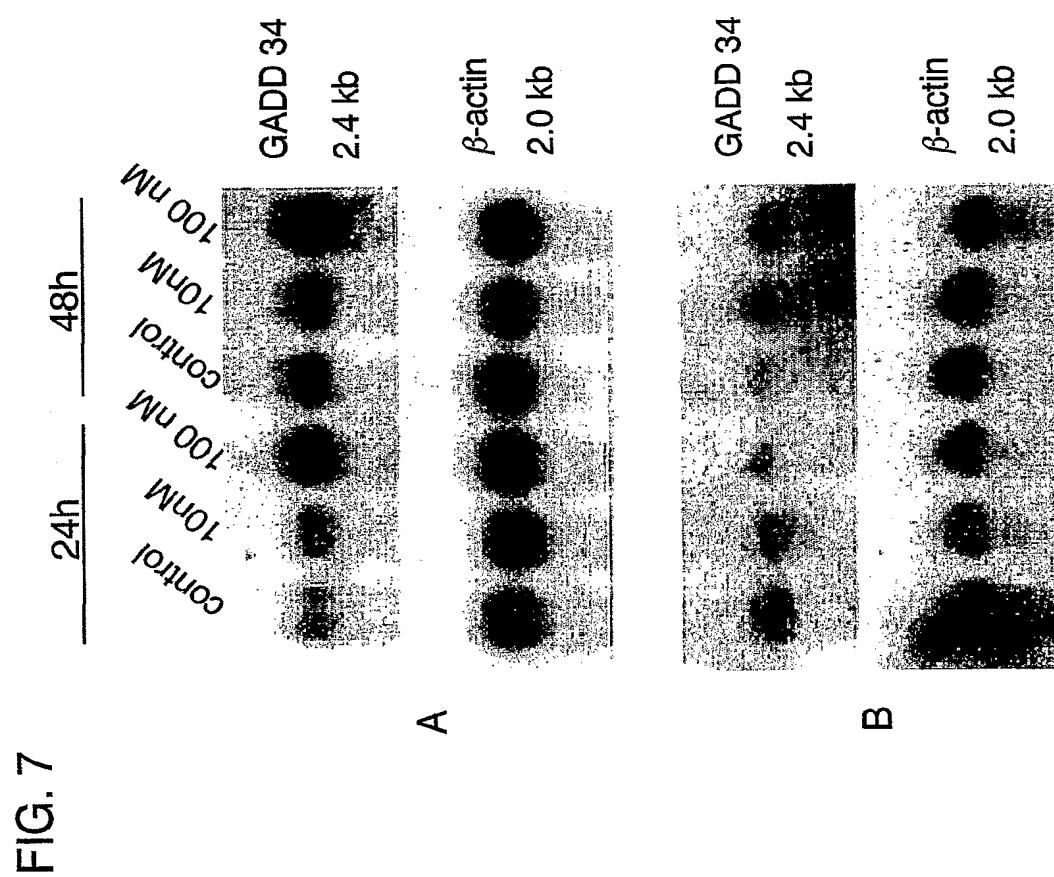 FIG. 7
24h
48h
control
10nM
100 nM
control
10nM
100 nM
A
GADD 34
2.4 kb
β-actin
2.0 kb
B
GADD 34
2.4 kb
β-actin
2.0 kb